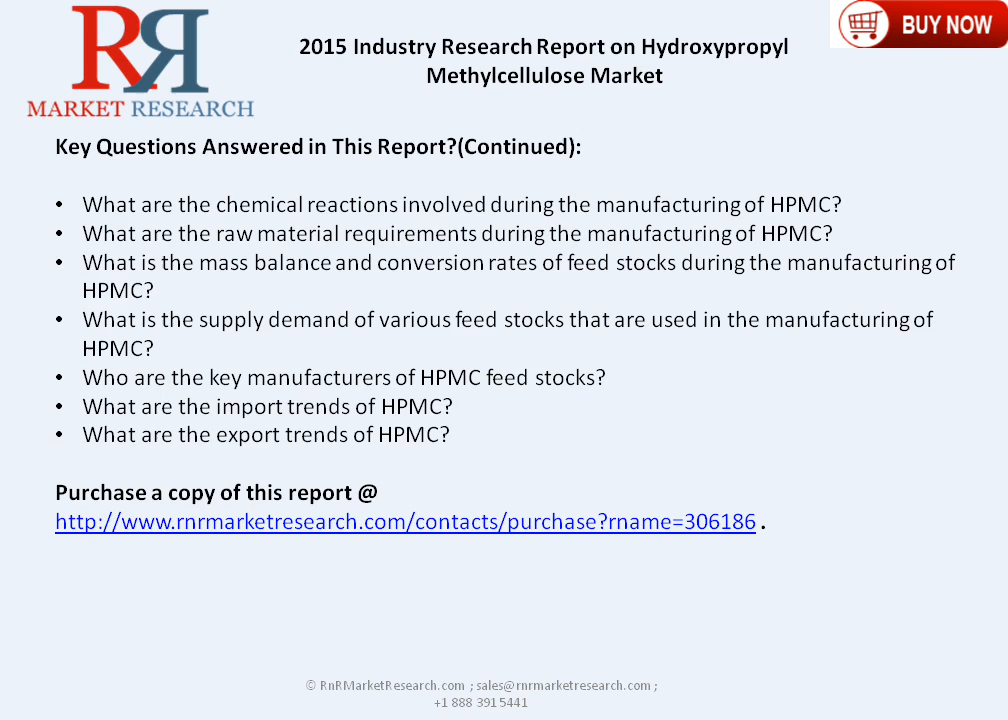 RR
MARKET RESEARCH
2015 Industry Research Report on Hydroxypropyl
Methylcellulose Market
BUY NOW
Key Questions Answered in This Report?(Continued):
• What are the chemical reactions involved during the manufacturing of HPMC?
• What are the raw material requirements during the manufacturing of HPMC?
• What is the mass balance and conversion rates of feed stocks during the manufacturing of
HPMC?
• What is the supply demand of various feed stocks that are used in the manufacturing of
HPMC?
• Who are the key manufacturers of HPMC feed stocks?
• What are the import trends of HPMC?
• What are the export trends of HPMC?
Purchase a copy of this report @
http://www.rnrmarketresearch.com/contacts/purchase?rname=306186 .
© RnRMarketResearch.com ; sales@rnrmarketresearch.com ;
+1 888 391 5441